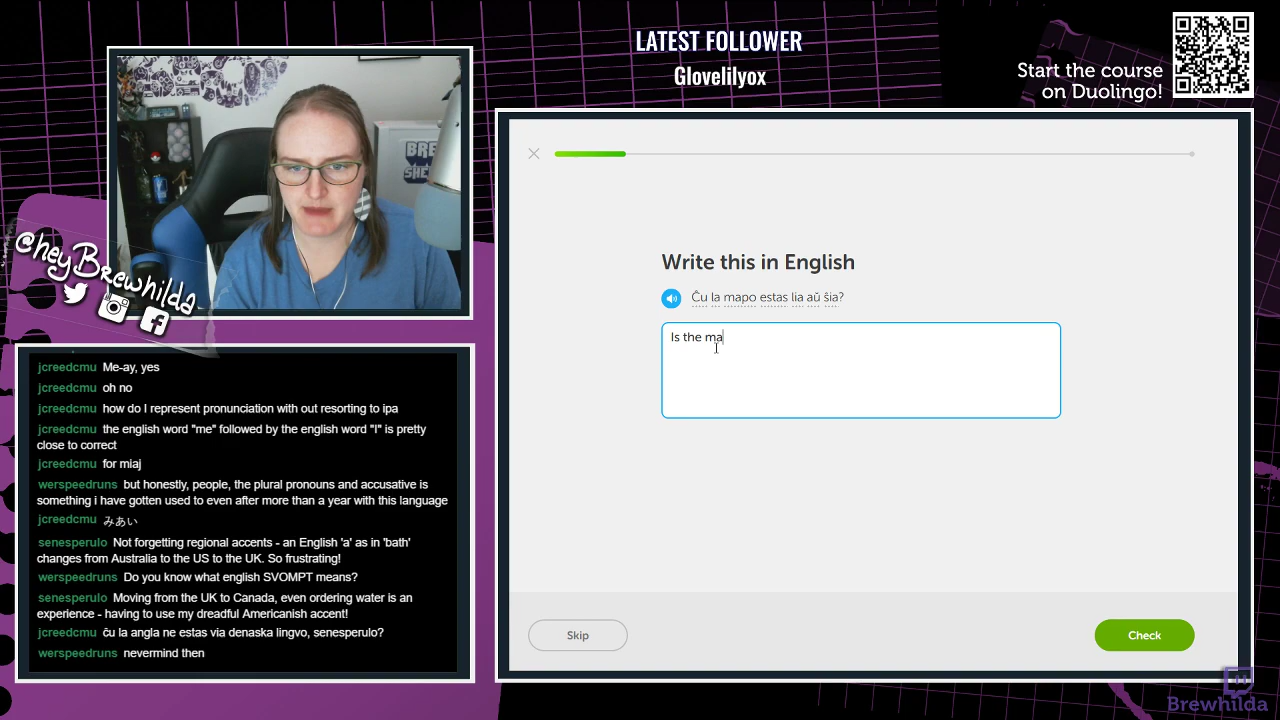 LATEST FOLLOWER
Glovelilyox
Start the course
on Duolingo!
BRE
SHE
@heyBrewhilda
Write this in English
Ĉu la mapo estas lia aŭ ŝia?
Is the ma
Skip
Check
jcreedcmu Me-ay, yes
jcreedcmu oh no
jcreedcmu how do I represent pronunciation with out resorting to ipa
jcreedcmu the english word "me" followed by the english word "I" is pretty
close to correct
jcreedcmu for miaj
werspeedruns but honestly, people, the plural pronouns and accusative is
something i have gotten used to even after more than a year with this language
jcreedcmu みあい
senesperulo Not forgetting regional accents - an English 'a' as in 'bath'
changes from Australia to the US to the UK. So frustrating!
werspeedruns Do you know what english SVOMPT means?
senesperulo Moving from the UK to Canada, even ordering water is an
experience - having to use my dreadful Americanish accent!
jcreedcmu ĉu la angla ne estas via denaska lingvo, senesperulo?
werspeedruns nevermind then
Brewhilda